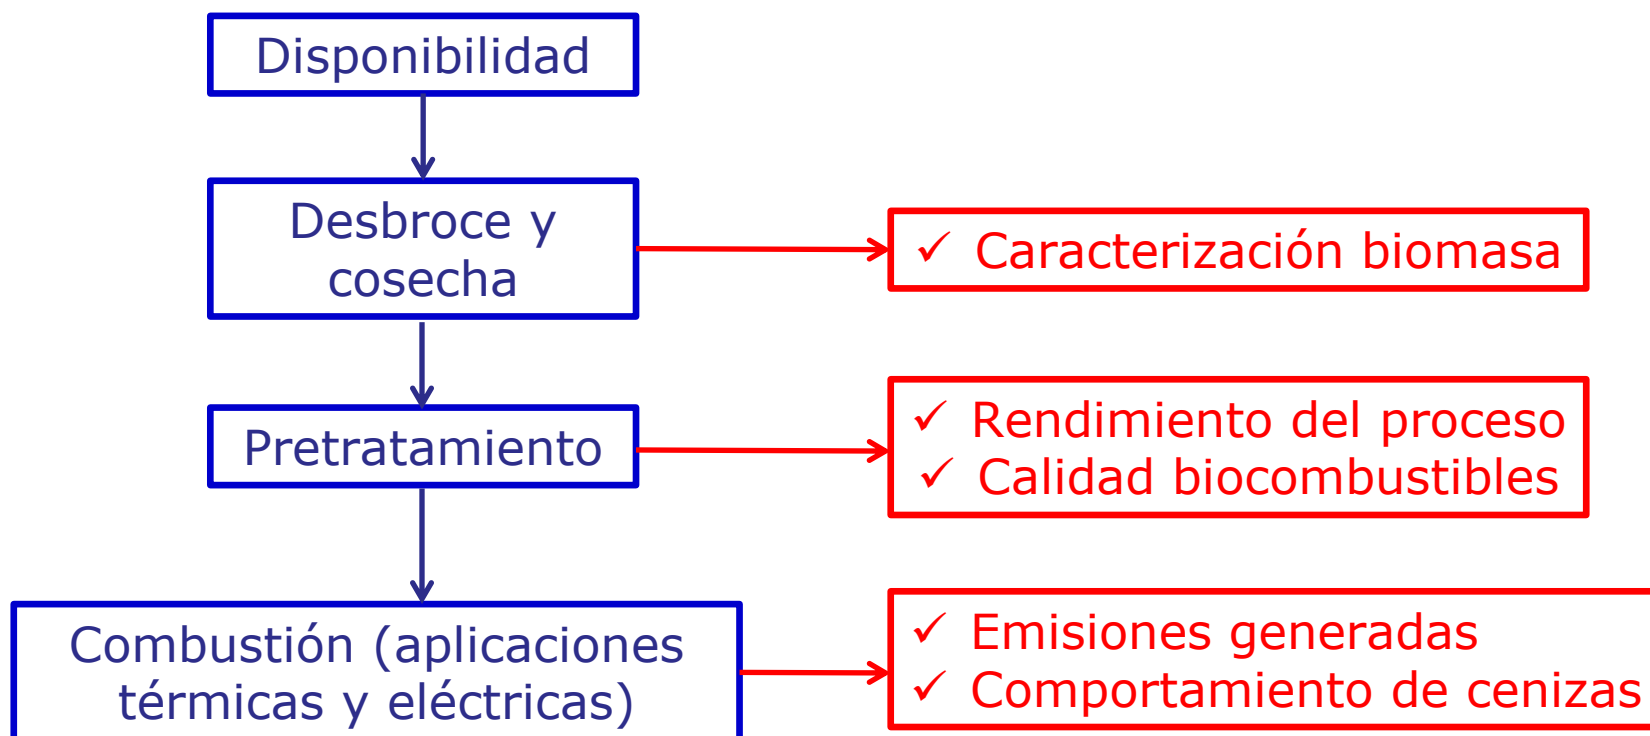 Disponibilidad
Desbroce y
cosecha
✓ Caracterización biomasa
Pretratamiento
✓ Rendimiento del proceso
✓ Calidad biocombustibles
Combustión (aplicaciones
térmicas y eléctricas)
✓ Emisiones generadas
✓ Comportamiento de cenizas